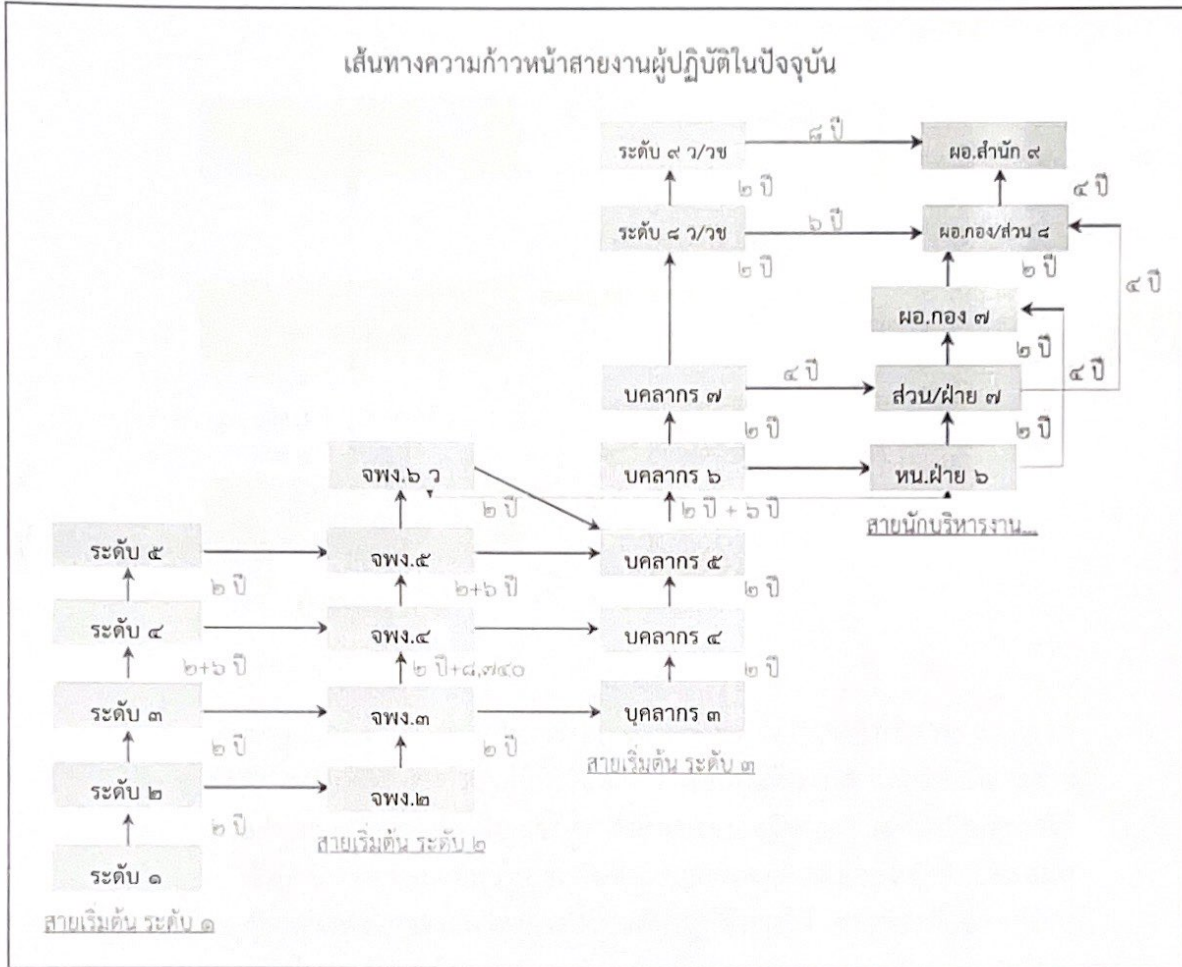 เส้นทางความก้าวหน้าสายงานผู้ปฏิบัติในปัจจุบัน
ระดับ ๙ ว/วช
๘ ปี
ผอ.สำนัก ๙
๒ ปี
๔ ปี
ระดับ ๘ ว/วช
๖ ปี
ผอ.กอง/ส่วน ๘
๒ ปี
๒ ปี
๔ ปี
ผอ.กอง ๗
๒ ปี
บคลากร ๗
๔ ปี
ส่วน/ฝ่าย ๗
๔ ปี
๒ ปี
๒ ปี
จพง.๖ ว
บคลากร ๖
หน.ฝ่าย ๖
๒ ปี
๒ ปี + ๖ ปี
สายนักบริหารงาน...
ระดับ ๕
จพง.๕
บคลากร ๕
๒ ปี
๒+๖ ปี
๒ ปี
ระดับ ๔
จพง.๔
บคลากร ๔
๒+๖ ปี
๒ ปี+๘,๗๔๐
๒ ปี
ระดับ ๓
จพง.๓
บุคลากร ๓
๒ ปี
๒ ปี
สายเริ่มต้น ระดับ ๓
ระดับ ๒
จพง.๒
๒ ปี
สายเริ่มต้น ระดับ ๒
ระดับ ๑
สายเริ่มต้น ระดับ ๑